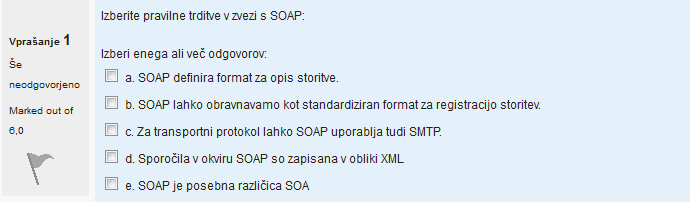 Vprašanje 1
Še
neodgovorjeno
Marked out of
6,0
Izberite pravilne trditve v zvezi s SOAP:
Izberi enega ali več odgovorov:
a. SOAP definira format za opis storitve.
b. SOAP lahko obravnavamo kot standardiziran format za registracijo storitev.
c. Za transportni protokol lahko SOAP uporablja tudi SMTP.
d. Sporočila v okviru SOAP so zapisana v obliki XML
e. SOAP je posebna različica SOA